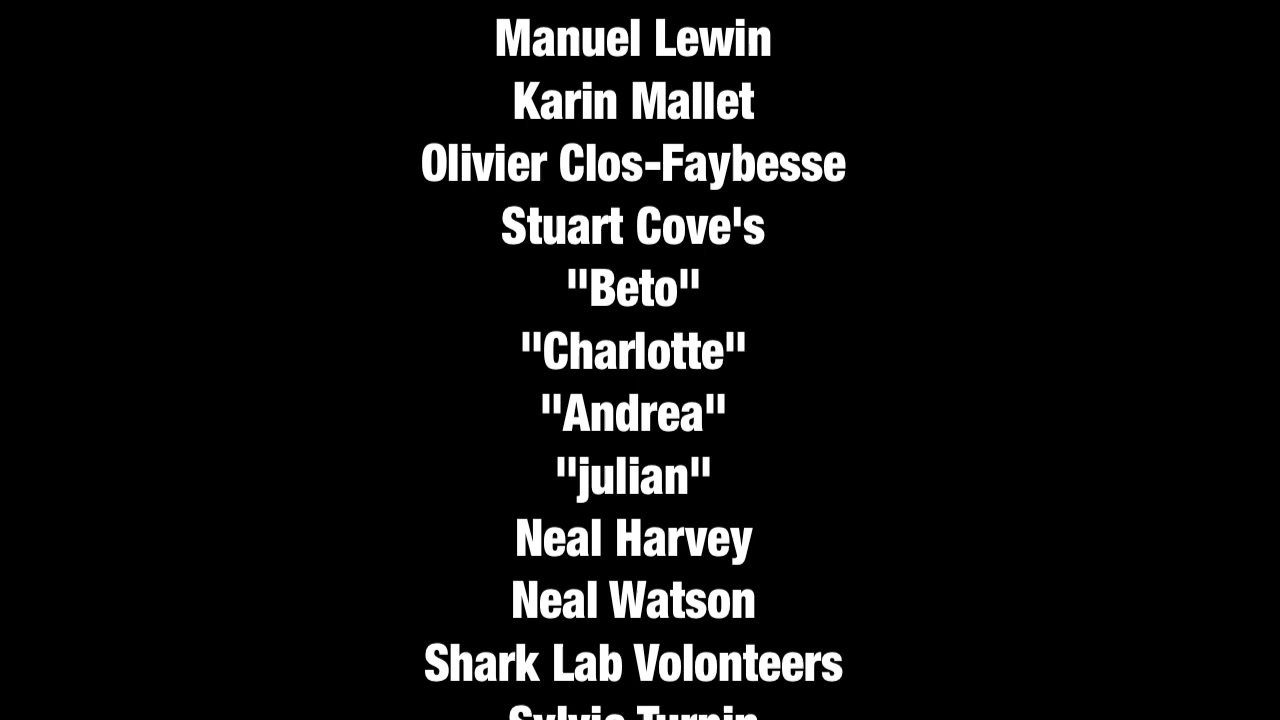 Manuel Lewin
Karin Mallet
Olivier Clos-Faybesse
Stuart Cove's
"Beto"
"Charlotte"
"Andrea"
"julian"
Neal Harvey
Neal Watson
Shark Lab Volonteers